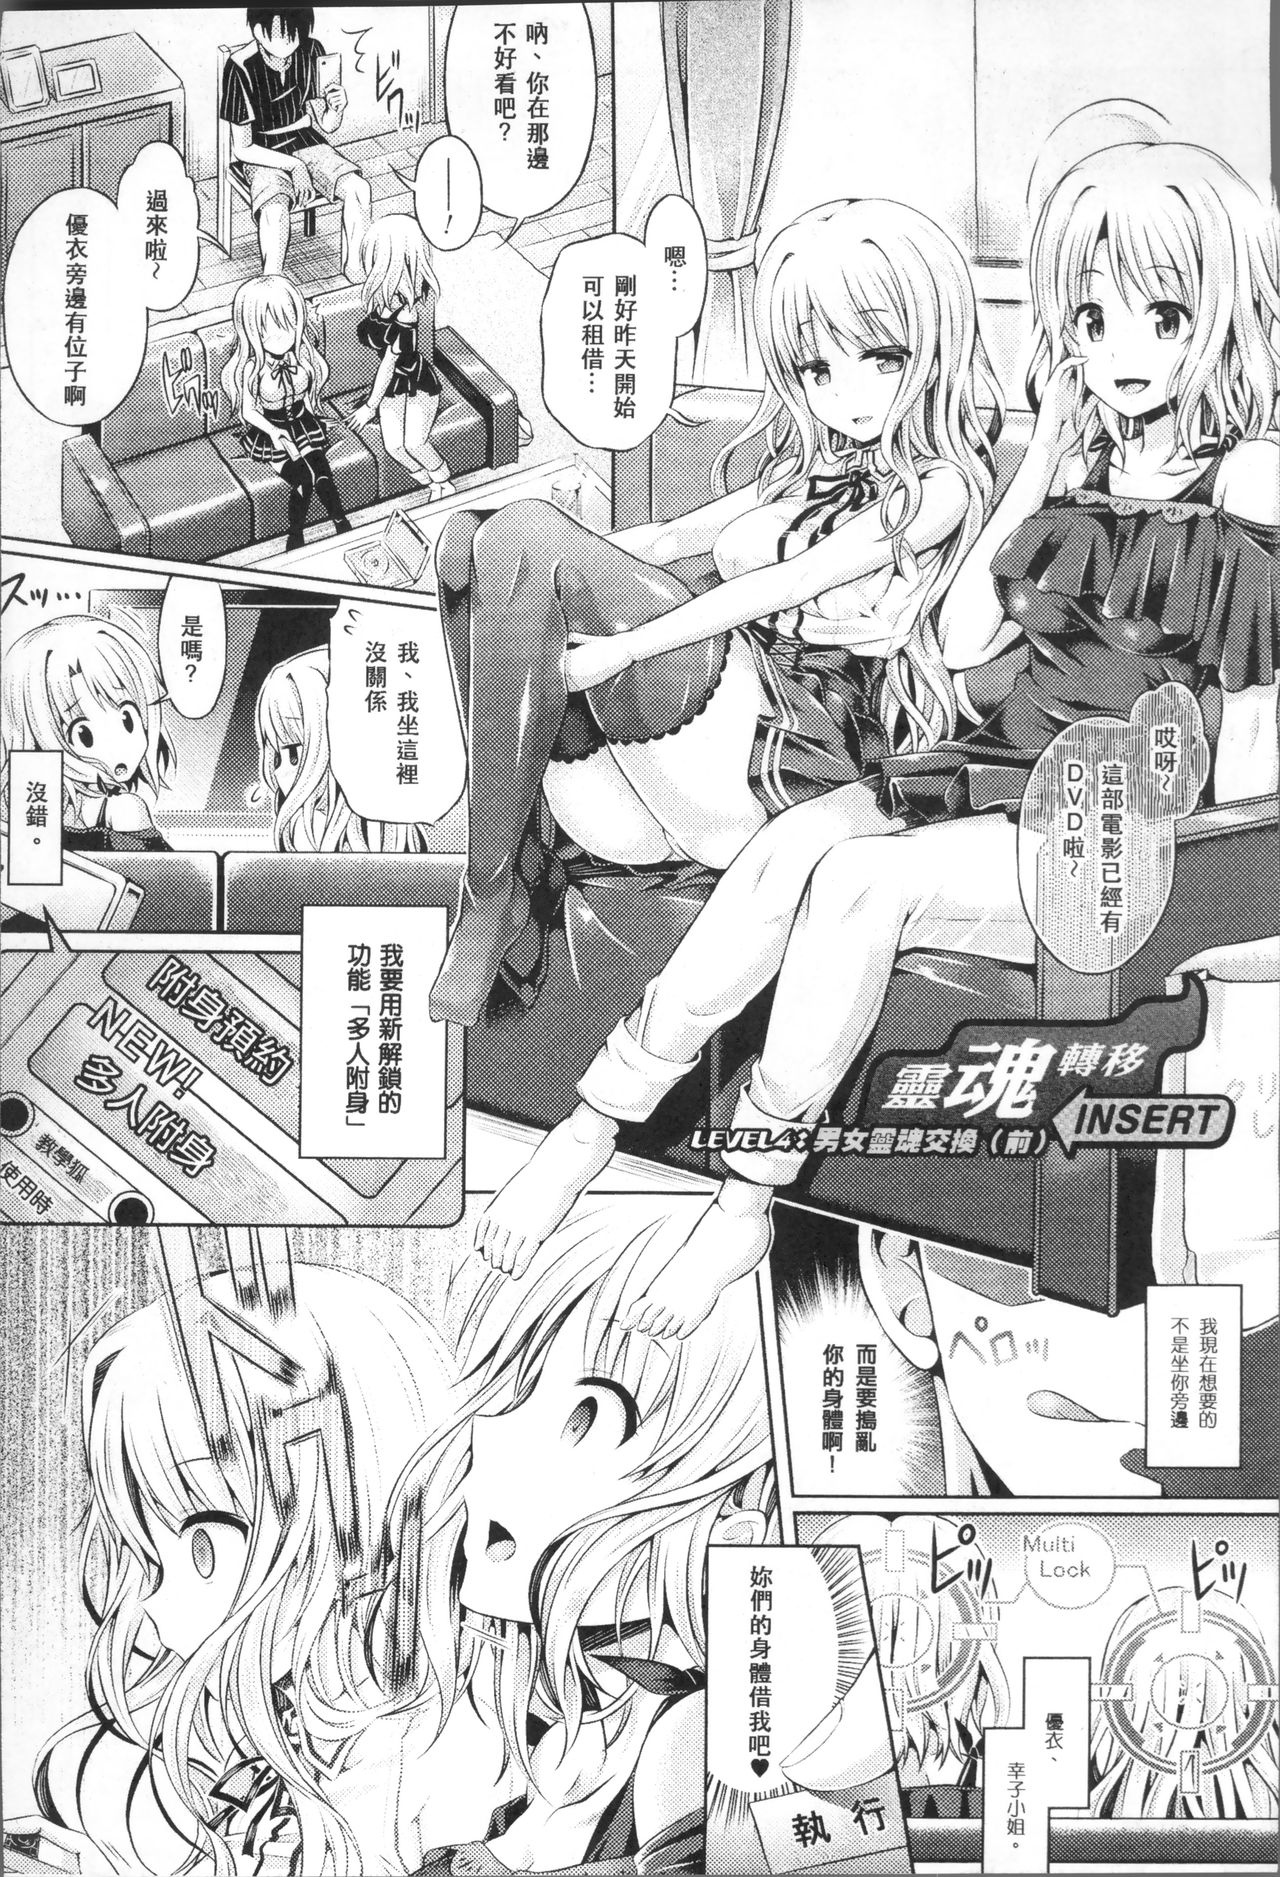 哎呀~
這部電影已經有
DVD啦~
嗯…
剛好昨天開始
可以租借…
吶、你在那邊
不好看吧?
——!
過來啦~
優衣旁邊有位子啊
靈魂轉移
INSERT
LEVEL4:男女靈魂交換(前)
我、我坐這裡
沒關係
是嗎?
スッ…
沒錯。
我要用新解鎖的
功能「多人附身」
附身預約
NEW!
多人附身
教學狐
使用時
我現在想要的
不是坐你旁邊
ペロッ
而是要搗亂
你的身體啊!
Multi
Lock
ピッ
ピッ
優衣、
幸子小姐。
妳們的身體借我吧♥
執行